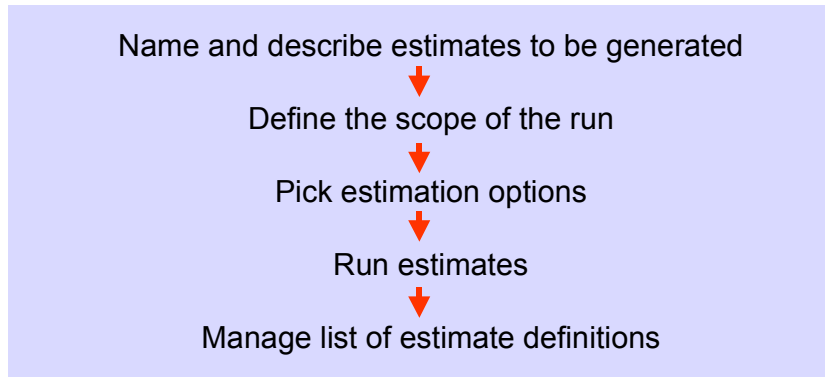 Name and describe estimates to be generated
Define the scope of the run
Pick estimation options
Run estimates
Manage list of estimate definitions